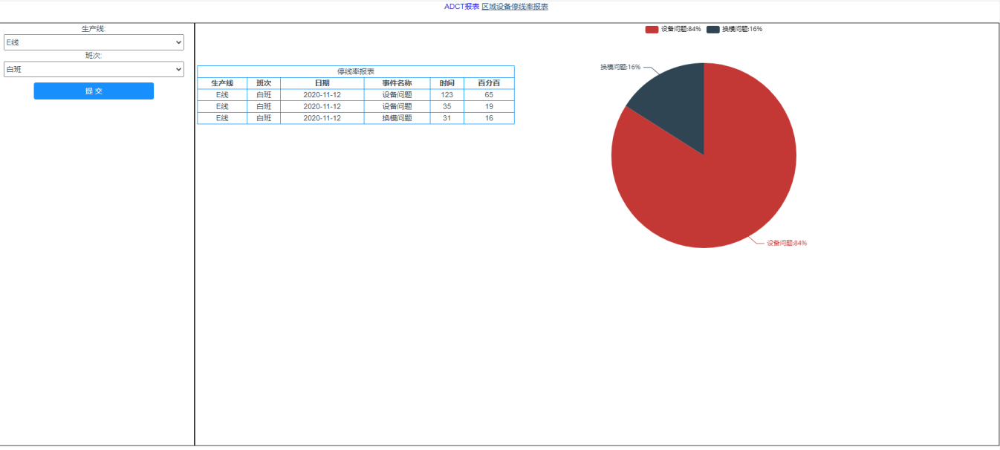 ADCT报表 区域设备停线率报表
生产线:
E线
班次:
白班
提 交
停线率报表
生产线 班次 日期 事件名称 时间 百分百
E线 白班 2020-11-12 设备问题 123 65
E线 白班 2020-11-12 设备问题 35 19
E线 白班 2020-11-12 换模问题 31 16
设备问题:84% 换模问题:16%
换模问题:16%
设备问题:84%